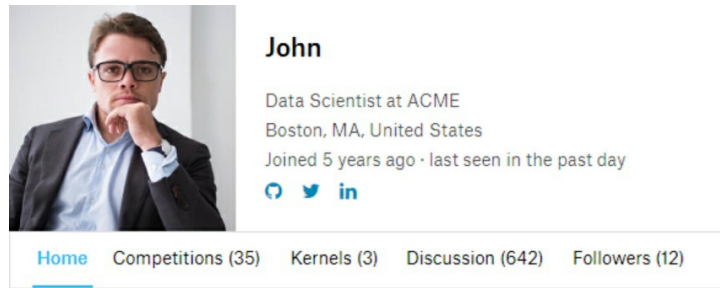 John
Data Scientist at ACME
Boston, MA, United States
Joined 5 years ago · last seen in the past day
in
Home Competitions (35) Kernels (3) Discussion (642) Followers (12)